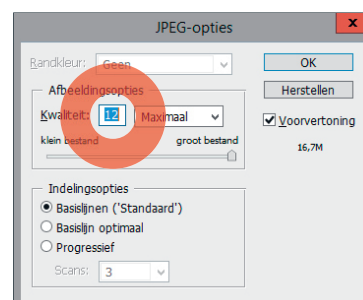 JPEG-opties
x
Randkleur: Geen
OK
Afbeeldingsopties
Herstellen
Kwaliteit: 12 Maximaal
Voorvertoning
klein bestand groot bestand
16,7M
Indelingsopties
Basislijnen ('Standaard')
Basislijn optimaal
Progressief
Scans: 3